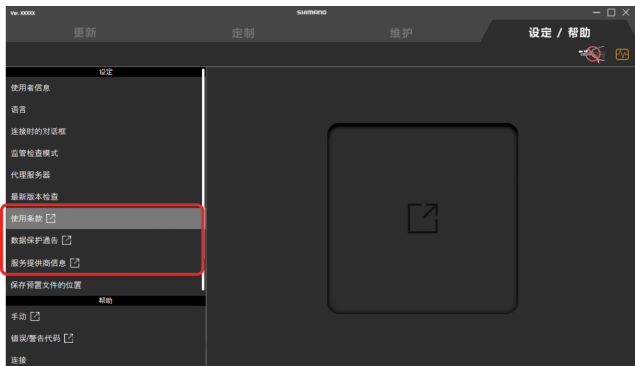 Ver. XXXXX
SHIMANO
更新
定制
维护
设定 / 帮助
设定
使用者信息
语言
连接时的对话框
监管检查模式
代理服务器
最新版本检查
使用条款
数据保护通告
服务提供商信息
保存预置文件的位置
帮助
手动
错误/警告代码
连接